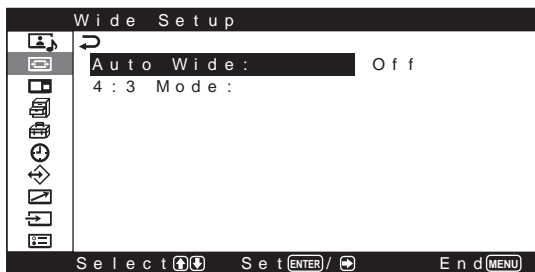 Wide Setup
Auto Wide: Off
4:3 Mode:
Select Set ENTER / End MENU